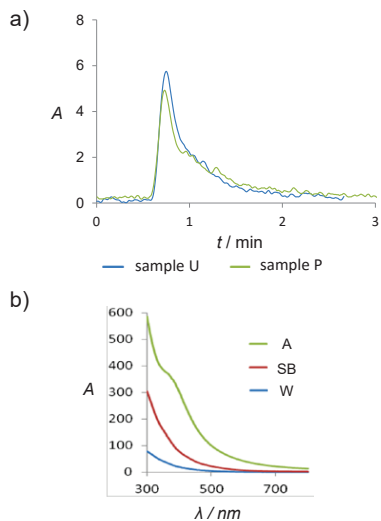 a)
8
6
A
4
2
0
0 1 2 3
t / min
sample U sample P
b)
600
500
A
400
SB
300
W
A
200
100
0
300 500 700
λ / nm